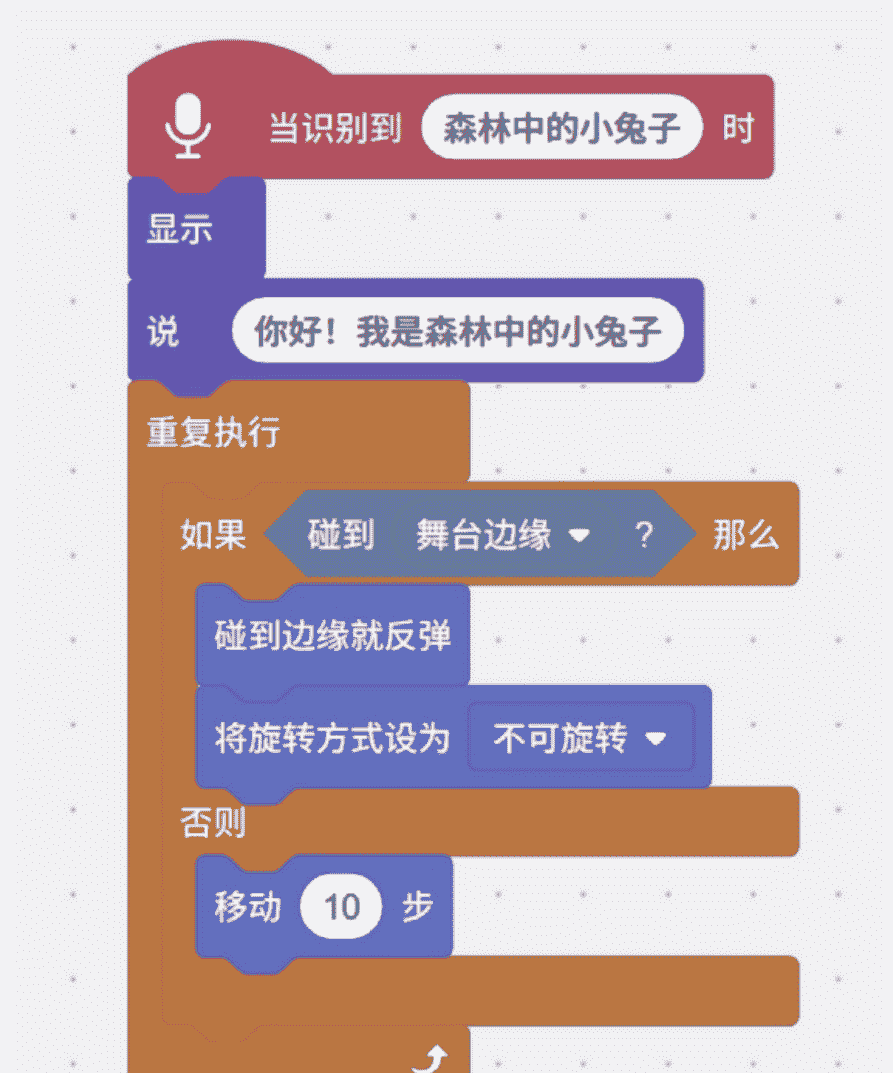 当识别到 森林中的小兔子 时
显示
说 你好！我是森林中的小兔子
重复执行
如果 碰到 舞台边缘 ? 那么
碰到边缘就反弹
将旋转方式设为 不可旋转
否则
移动 10 步